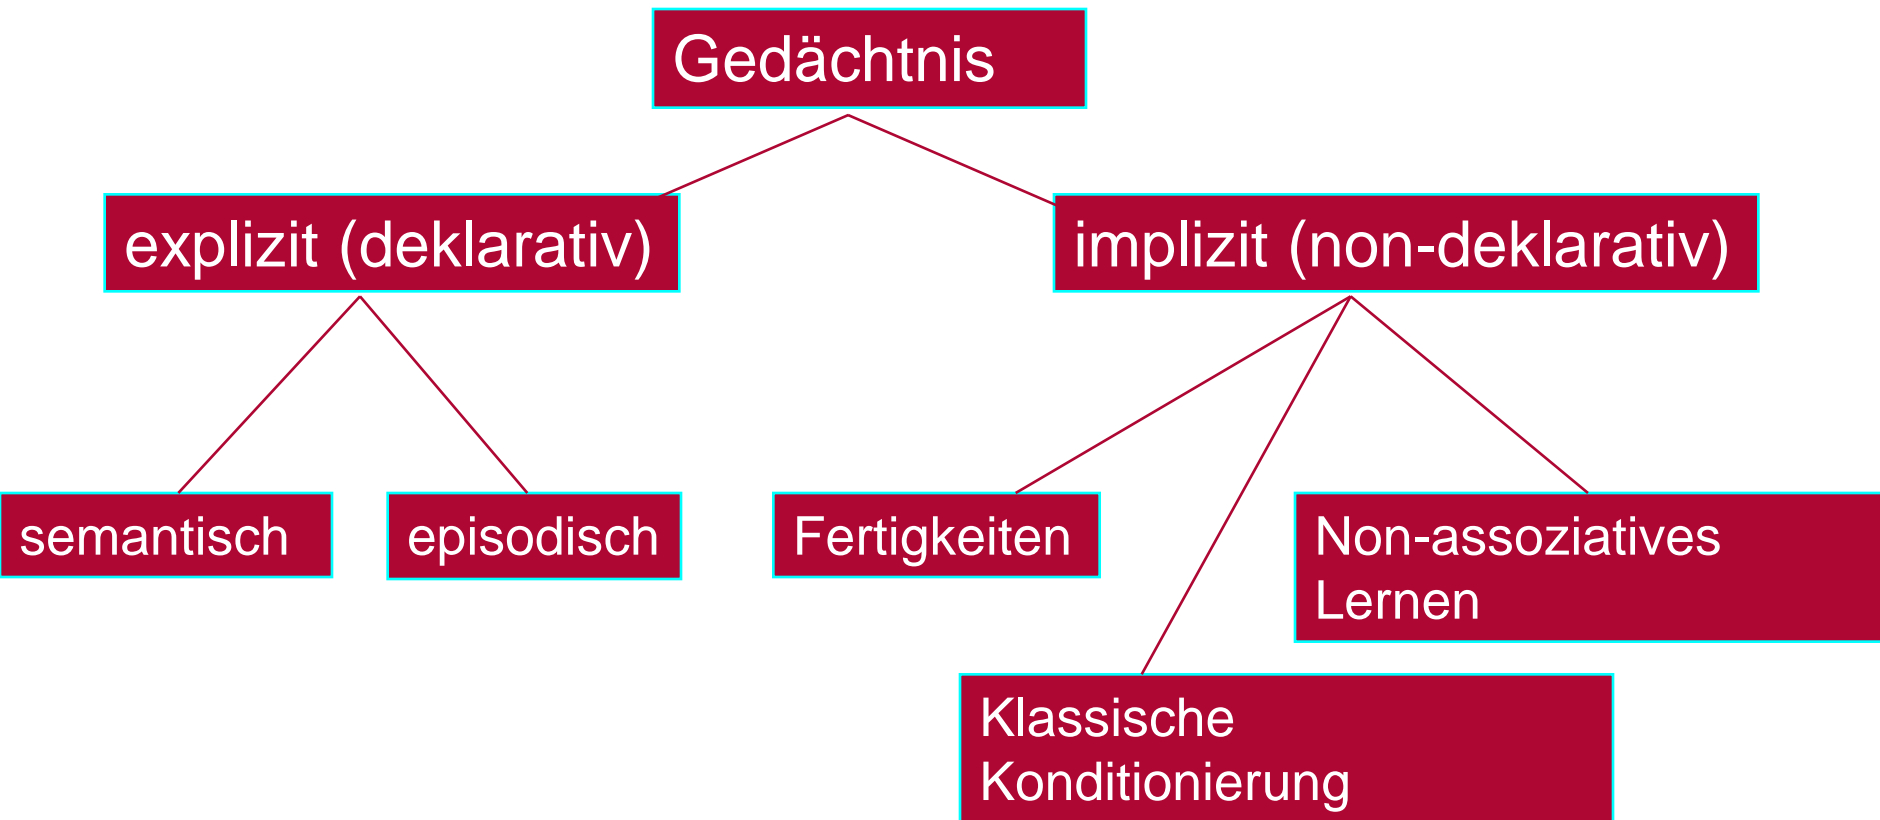 Gedächtnis
explizit (deklarativ)
implizit (non-deklarativ)
semantisch
episodisch
Fertigkeiten
Non-assoziatives
Lernen
Klassische
Konditionierung